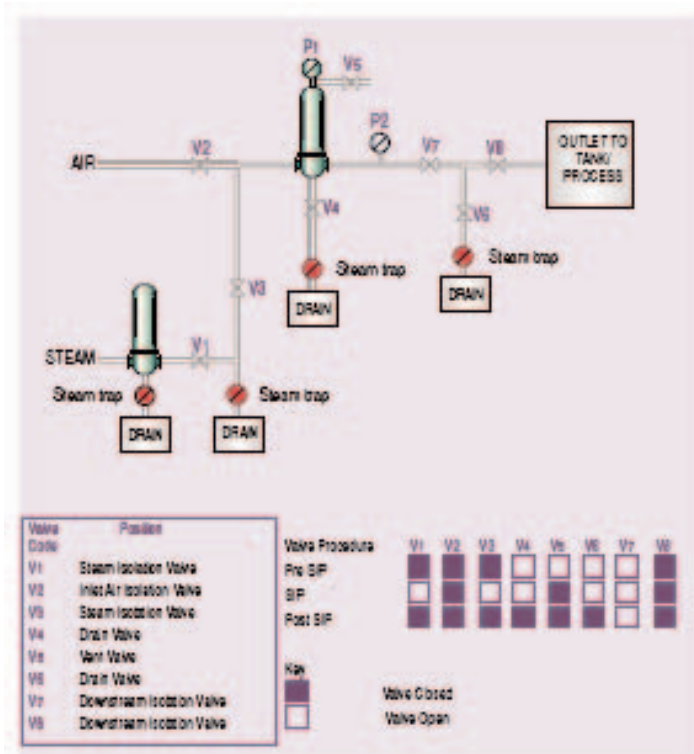 P1
V5
P2
V7
V8
OUTLET TO
TANK/
PROCESS
AIR
V2
V4
V6
Steam trap
Steam trap
DRAIN
DRAIN
V3
STEAM
V1
Steam trap
Steam trap
DRAIN
DRAIN
Valve Position
Code
V1 Steam Isolation Valve
V2 Inlet Air Isolation Valve
V3 Steam Isolation Valve
V4 Drain Valve
V5 Vent Valve
V6 Drain Valve
V7 Downstream Isolation Valve
V8 Downstream Isolation Valve
Valve Procedure V1 V2 V3 V4 V5 V6 V7 V8
Pre SIP
SIP
Post SIP
Key
Valve Closed
Valve Open